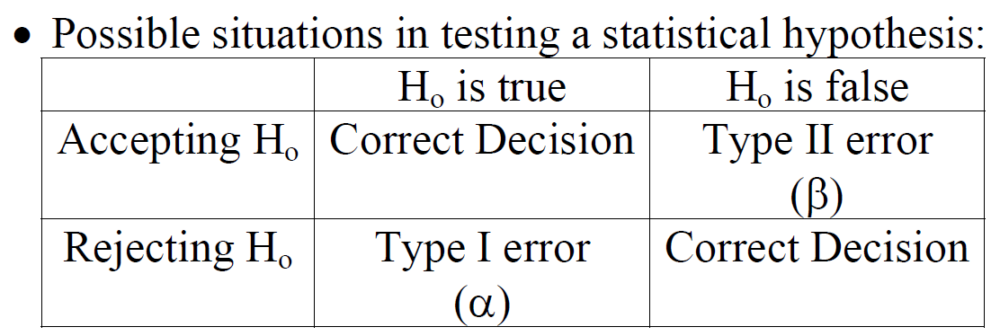 • Possible situations in testing a statistical hypothesis:
Hₒ is true Hₒ is false
Accepting Hₒ Correct Decision Type II error
(β)
Rejecting Hₒ Type I error Correct Decision
(α)